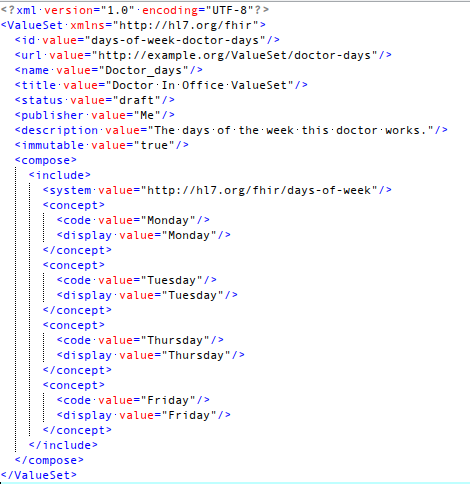 <?xml version="1.0" encoding="UTF-8"?>
<ValueSet xmlns="http://hl7.org/fhir">
<id value="days-of-week-doctor-days"/>
<url value="http://example.org/ValueSet/doctor-days"/>
<name value="Doctor_days"/>
<title value="Doctor In Office ValueSet"/>
<status value="draft"/>
<publisher value="Me"/>
<description value="The days of the week this doctor works."/>
<immutable value="true"/>
<compose>
<include>
<system value="http://hl7.org/fhir/days-of-week"/>
<concept>
<code value="Monday"/>
<display value="Monday"/>
</concept>
<concept>
<code value="Tuesday"/>
<display value="Tuesday"/>
</concept>
<concept>
<code value="Thursday"/>
<display value="Thursday"/>
</concept>
<concept>
<code value="Friday"/>
<display value="Friday"/>
</concept>
</include>
</compose>
</ValueSet>